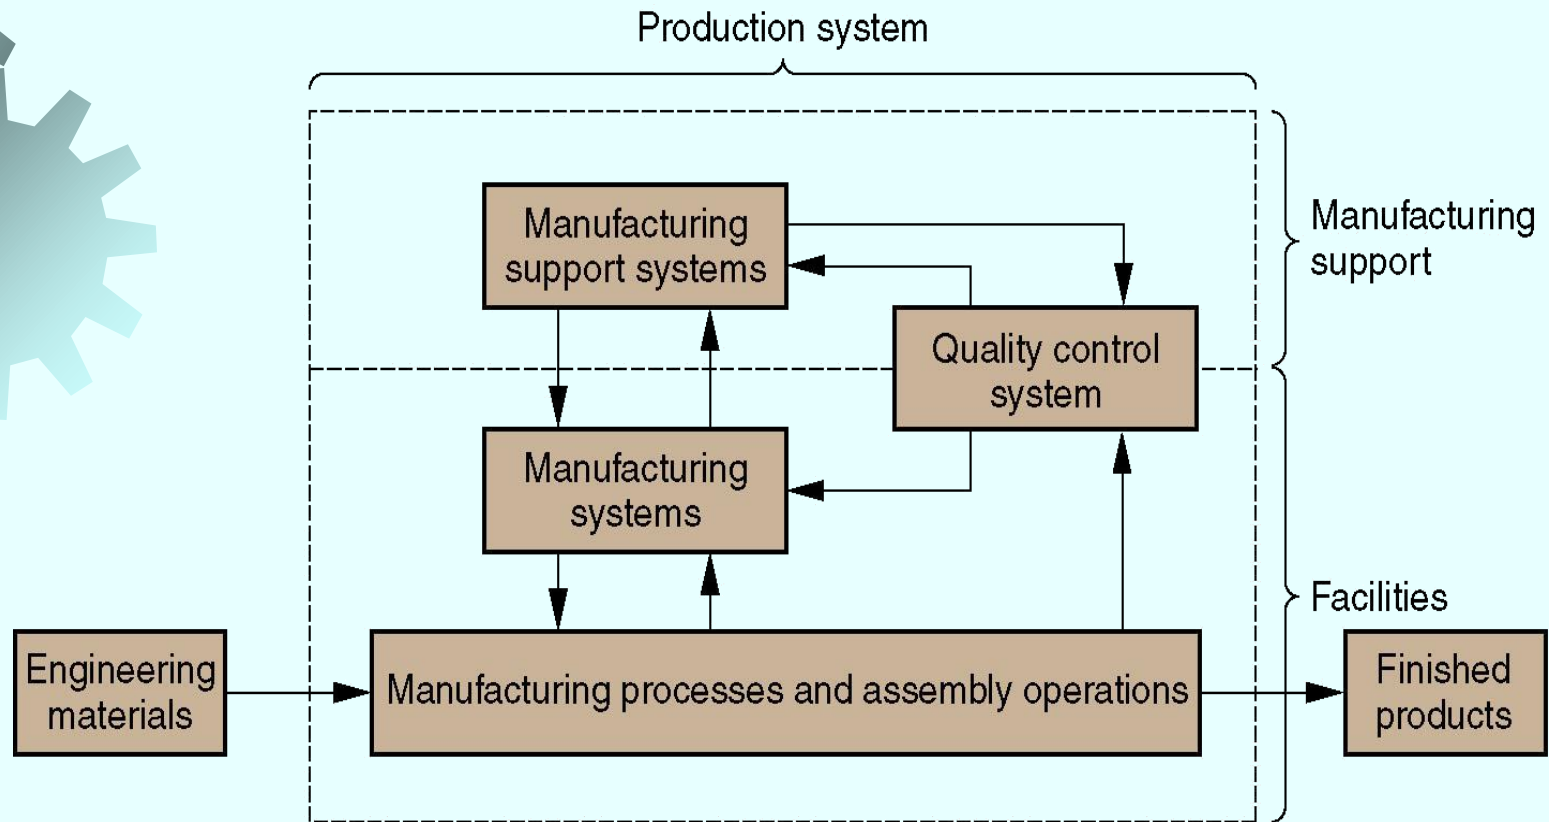 Production system
Manufacturing
support systems
Manufacturing
support
Quality control
system
Manufacturing
systems
Facilities
Engineering
materials
Manufacturing processes and assembly operations
Finished
products